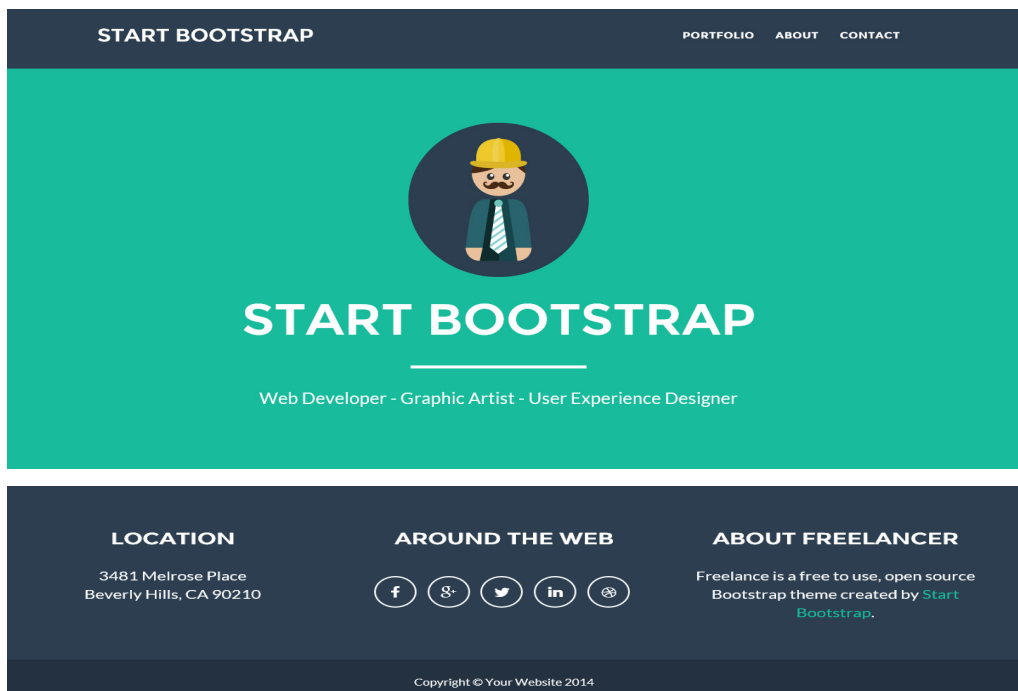 START BOOTSTRAP
PORTFOLIO ABOUT CONTACT
START BOOTSTRAP
Web Developer - Graphic Artist - User Experience Designer
LOCATION
3481 Melrose Place
Beverly Hills, CA 90210
AROUND THE WEB
f g+ in
ABOUT FREELANCER
Freelance is a free to use, open source
Bootstrap theme created by Start
Bootstrap.
Copyright © Your Website 2014